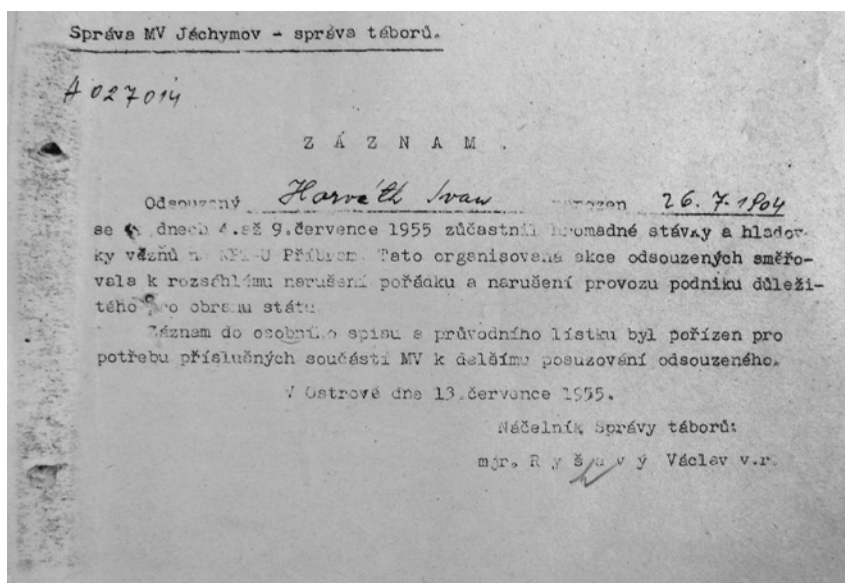 Správa MV Jáchymov - správa táborů.
A 027014
Z Á Z N A M .
Odsouzený Horváth Ivan narozen 26.7.1904
se ve dnech 4.až 9.července 1955 zúčastnil hromadné stávky a hladov-
ky vězňů na Příbram. Tato organisovaná akce odsouzených směřo-
vala k rozsáhlému narušení pořádku a narušení provozu podniku důleži-
tého pro obranu státu.
Záznam do osobního spisu a průvodního lístku byl pořízen pro
potřebu příslušných součástí MV k dalšímu posuzování odsouzeného.
V Ostrově dne 13.července 1955.
Náčelník Správy táborů:
mjr. R y š a v ý Václav v.r.